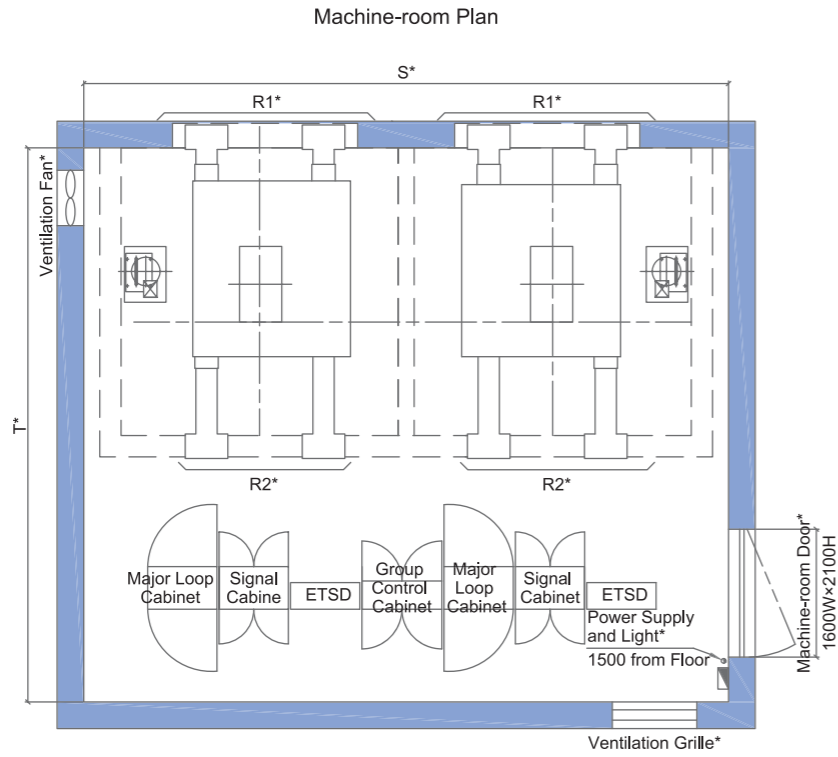 Machine-room Plan
S*
R1*
R1*
Ventilation Fan*
T*
R2*
R2*
Major Loop
Cabinet
Signal
Cabine
ETSD
Group
Control
Cabinet
Major
Loop
Cabinet
Signal
Cabinet
ETSD
Power Supply
and Light*
1500 from Floor
Machine-room Door*
1600W×2100H
Ventilation Grille*